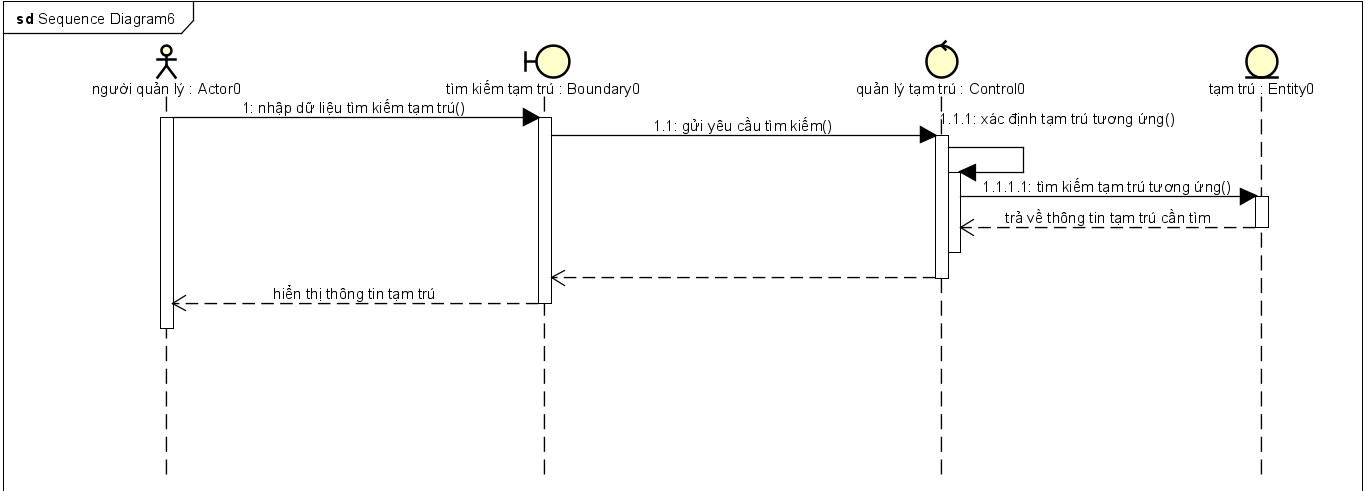 sd Sequence Diagram6
người quản lý : Actor0
tìm kiếm tạm trú : Boundary0
quản lý tạm trú : Control0
tạm trú : Entity0
1: nhập dữ liệu tìm kiếm tạm trú()
1.1: gửi yêu cầu tìm kiếm()
1.1.1: xác định tạm trú tương ứng()
1.1.1.1: tìm kiếm tạm trú tương ứng()
trả về thông tin tạm trú cần tìm
hiển thị thông tin tạm trú